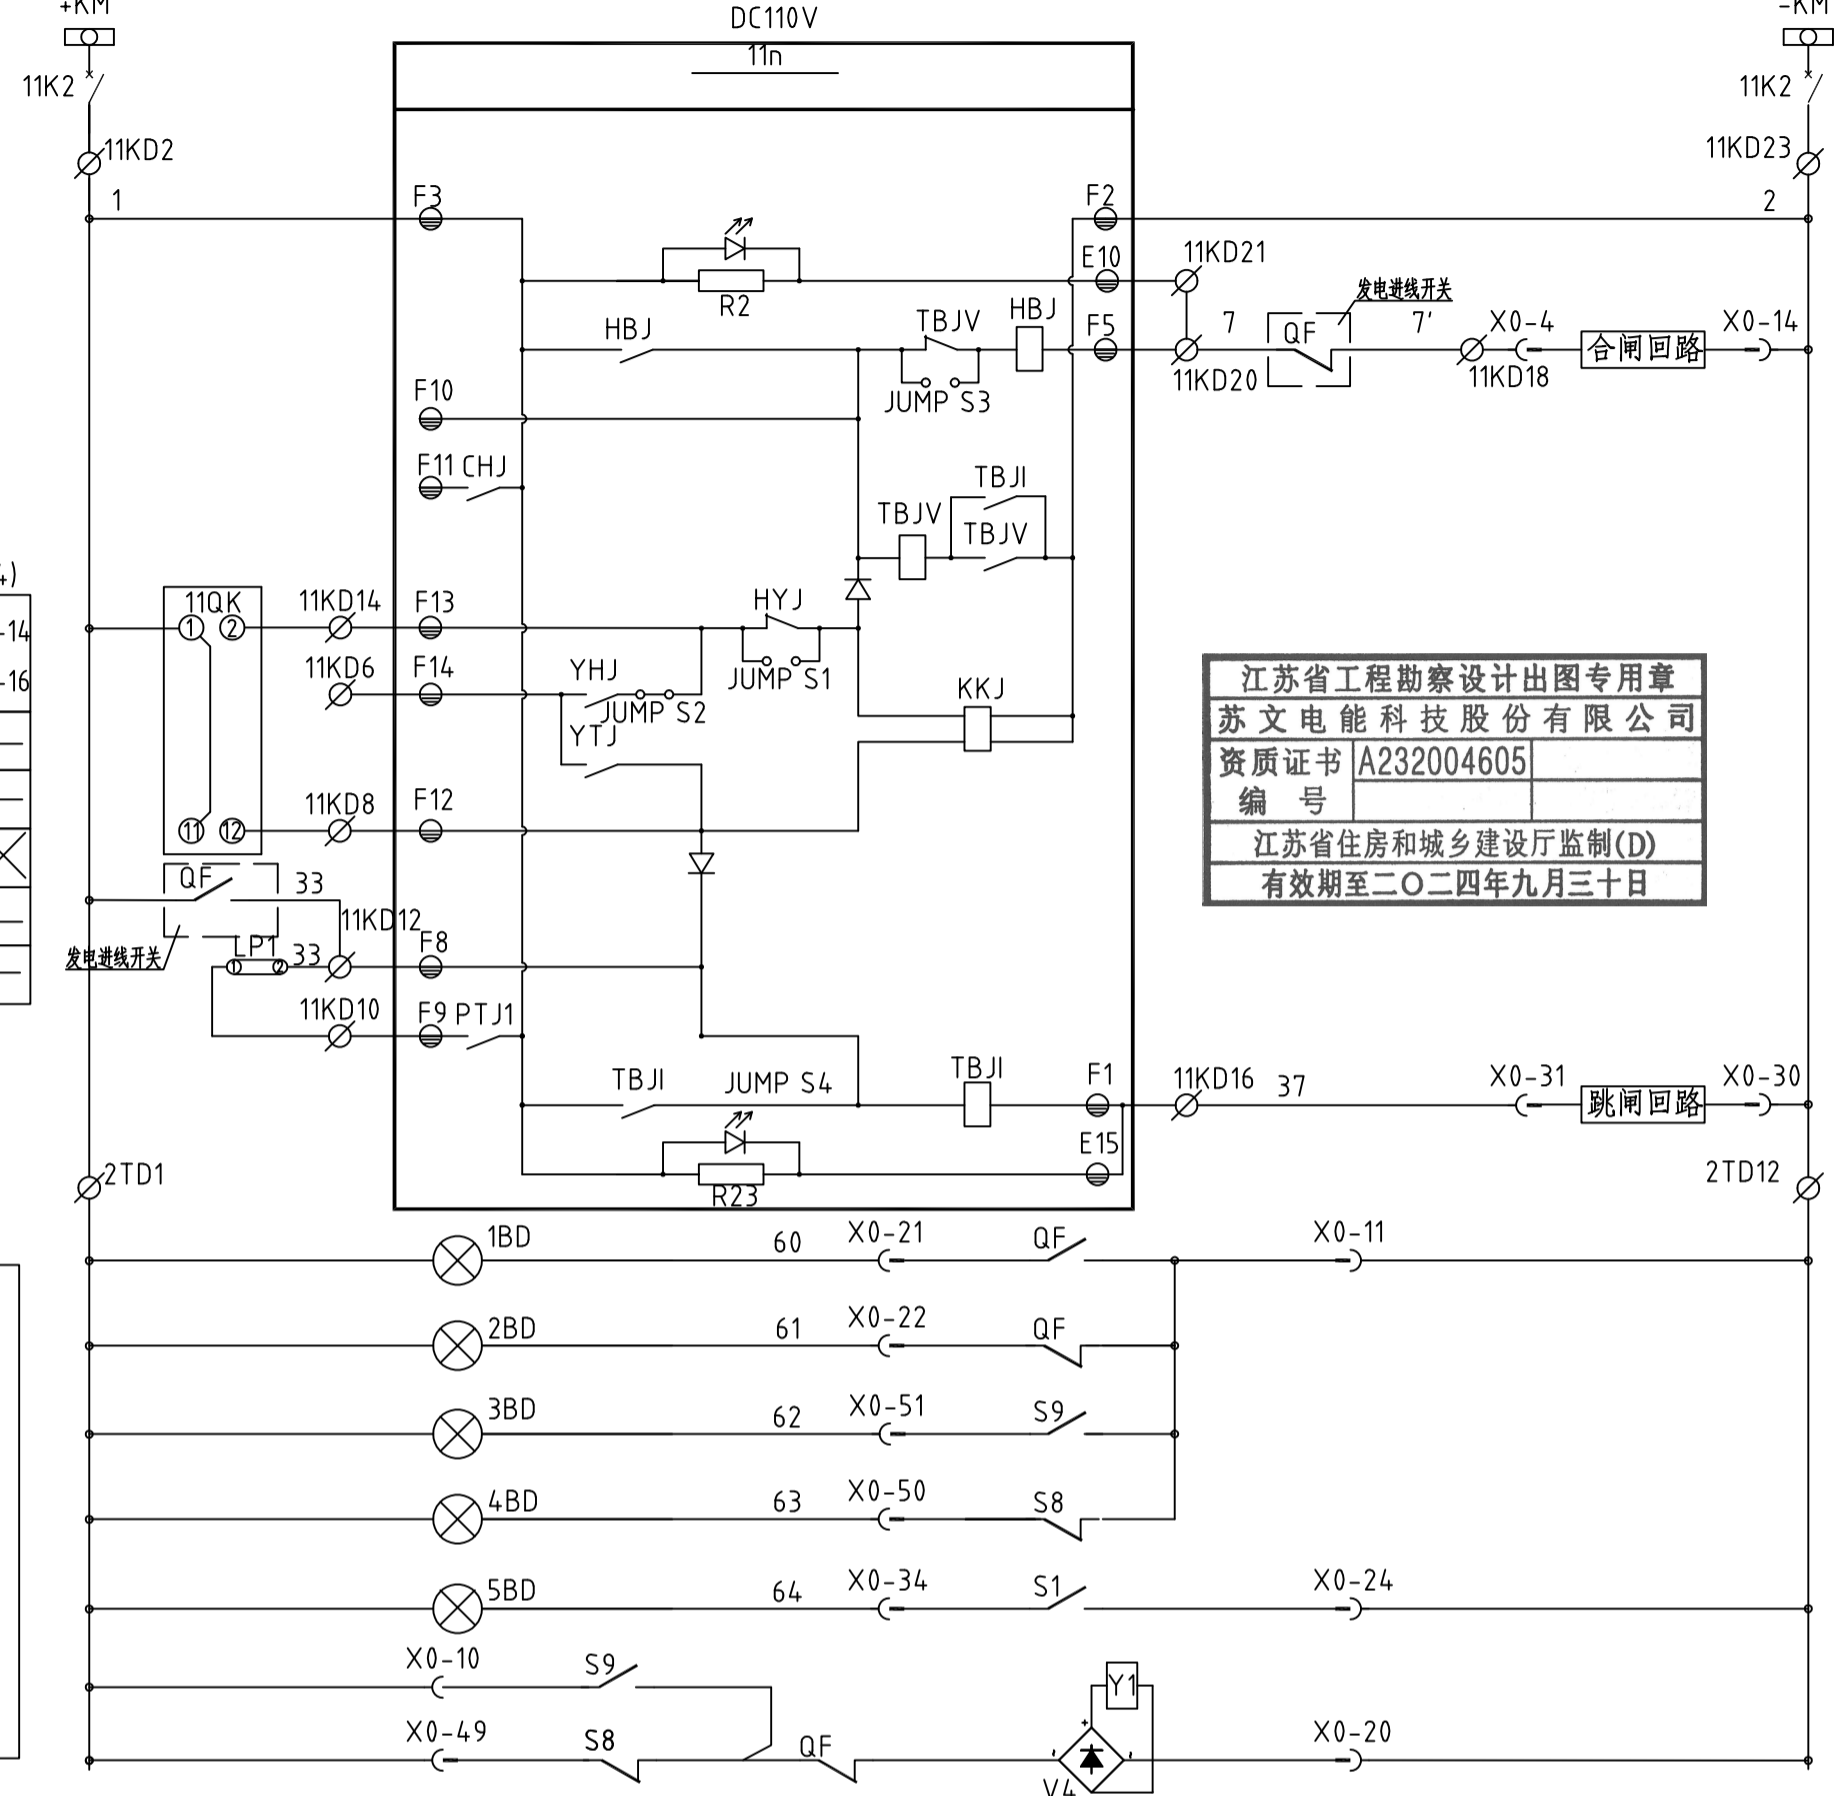 +KM
DC110V
-KM
11n
11K2
11K2
11KD2
11KD23
1
F3
F2
2
E10
11KD21
R2
发电进线开关
HBJ
TBJV
HBJ
F5
7
QF
7'
X0-4
合闸回路
X0-14
11KD20
11KD18
F10
JUMP S3
F11
CHJ
TBJI
TBJV
TBJV
4)
11QK
11KD14
F13
HYJ
1
2
-14
11KD6
F14
YHJ
JUMP S1
-16
JUMP S2
KKJ
YTJ
11KD8
F12
11
12
江苏省工程勘察设计出图专用章
苏文电能科技股份有限公司
资质证书
编 号
A232004605
江苏省住房和城乡建设厅监制(D)
有效期至二〇二四年九月三十日
QF
33
11KD12
发电进线开关
LP1
1
2
33
F8
11KD10
F9
PTJ1
TBJI
JUMP S4
TBJI
F1
11KD16
37
X0-31
跳闸回路
X0-30
E15
R23
2TD1
2TD12
1BD
60
X0-21
QF
X0-11
2BD
61
X0-22
QF
3BD
62
X0-51
S9
4BD
63
X0-50
S8
5BD
64
X0-34
S1
X0-24
X0-10
S9
Y1
X0-49
S8
QF
+
V4
X0-20